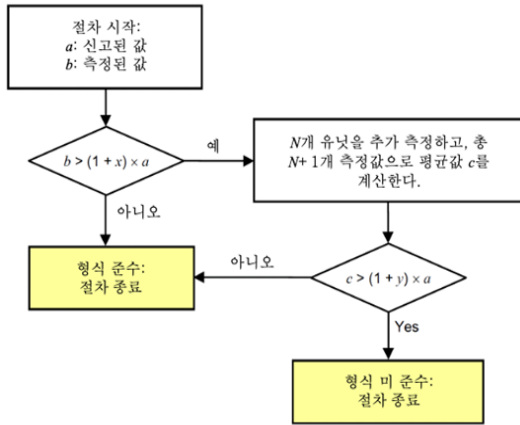 절차 시작:
a: 신고된 값
b: 측정된 값
b > (1 + x) × a
예
N개 유닛을 추가 측정하고, 총
N+ 1개 측정값으로 평균값 c를
계산한다.
아니오
형식 준수:
절차 종료
아니오
c > (1 + y) × a
Yes
형식 미 준수:
절차 종료